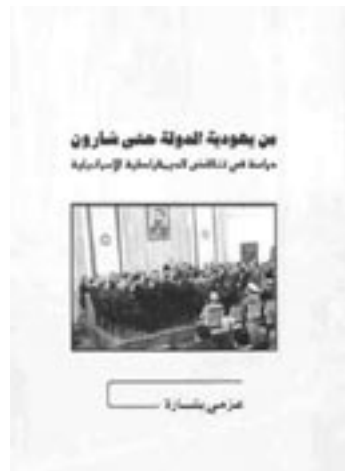 من يهودية الدولة حتى شارون
دراسة في تناقض الديمقراطية الإسرائيلية
عزمي بشارة